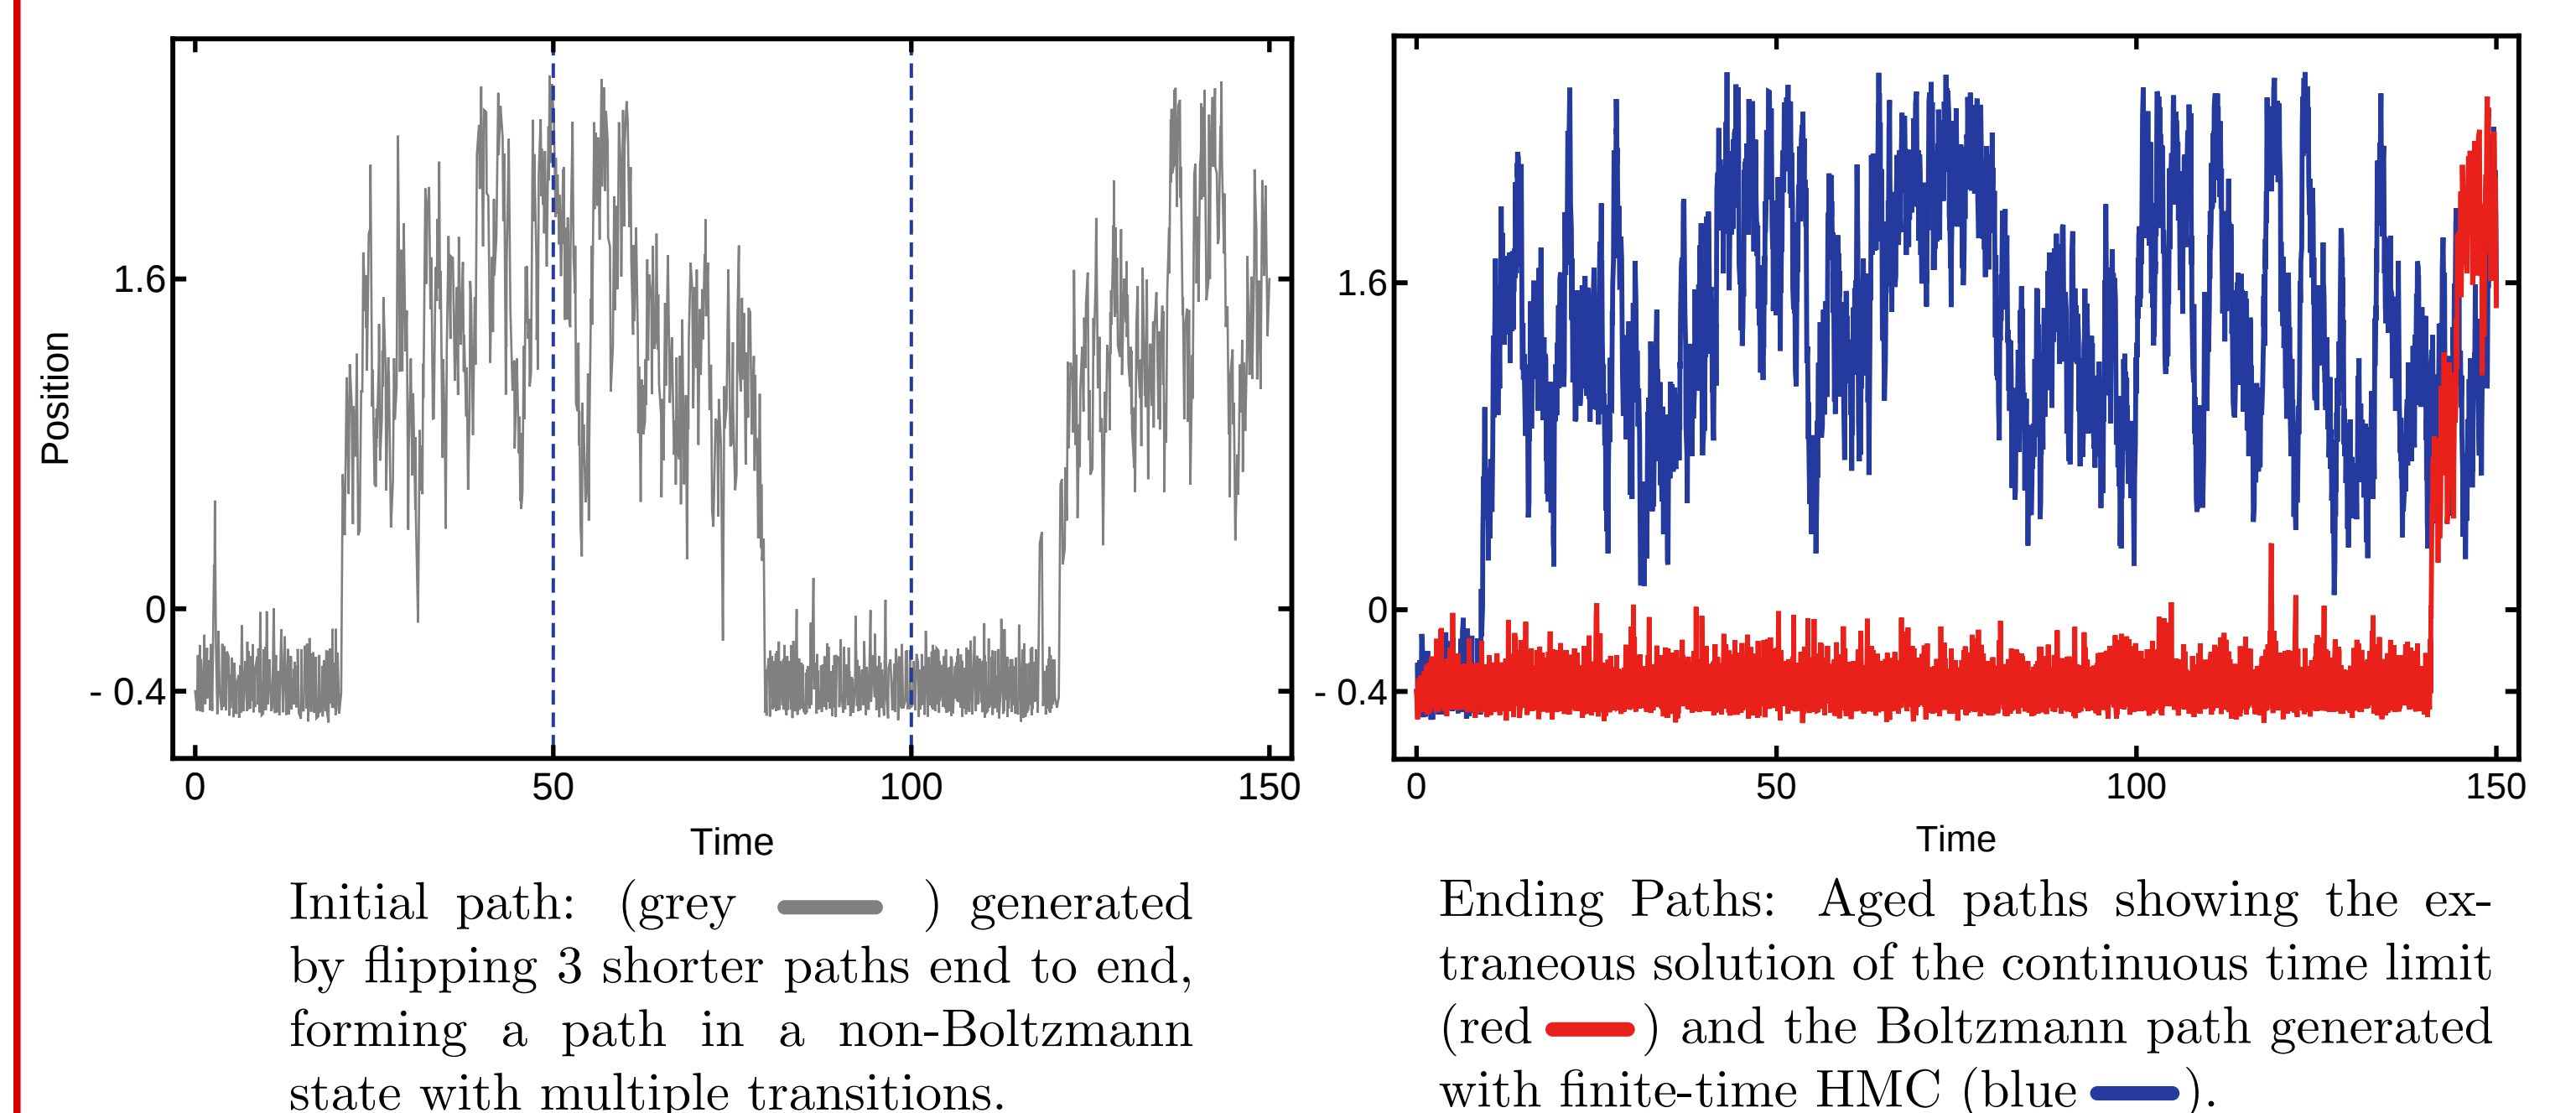 Position
1.6
0
- 0.4
0 50 100 150
Time
Initial path: (grey ) generated
by flipping 3 shorter paths end to end,
forming a path in a non-Boltzmann
state with multiple transitions.
1.6
0
- 0.4
0 50 100 150
Time
Ending Paths: Aged paths showing the ex-
traneous solution of the continuous time limit
(red ) and the Boltzmann path generated
with finite-time HMC (blue ).